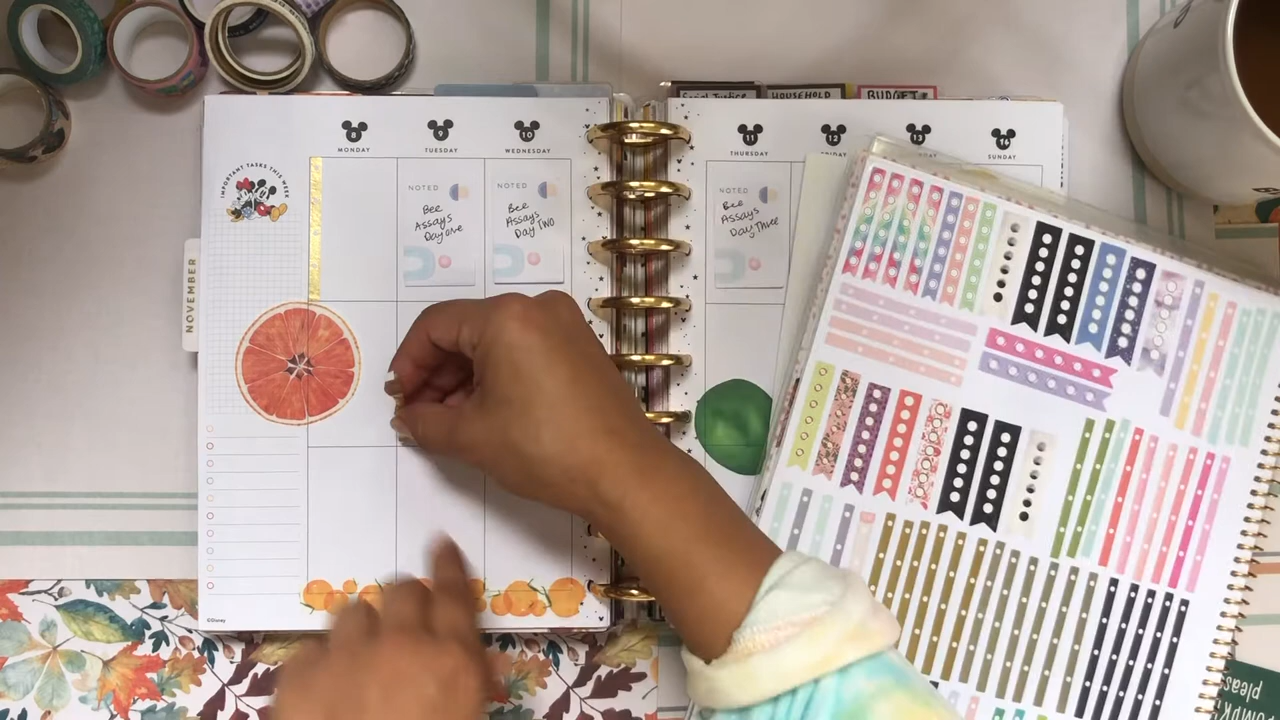 Social Justice
HOUSEHOLD
BUDGET
8
9
10
11
12
13
MONDAY
TUESDAY
WEDNESDAY
THURSDAY
SUNDAY
IMPORTANT TASKS THIS WEEK
NOTED
Bee
Assays
Day one
NOTED
Bee
Assays
Day Two
NOTED
Bee
Assays
Day Three
NOVEMBER
©Disney